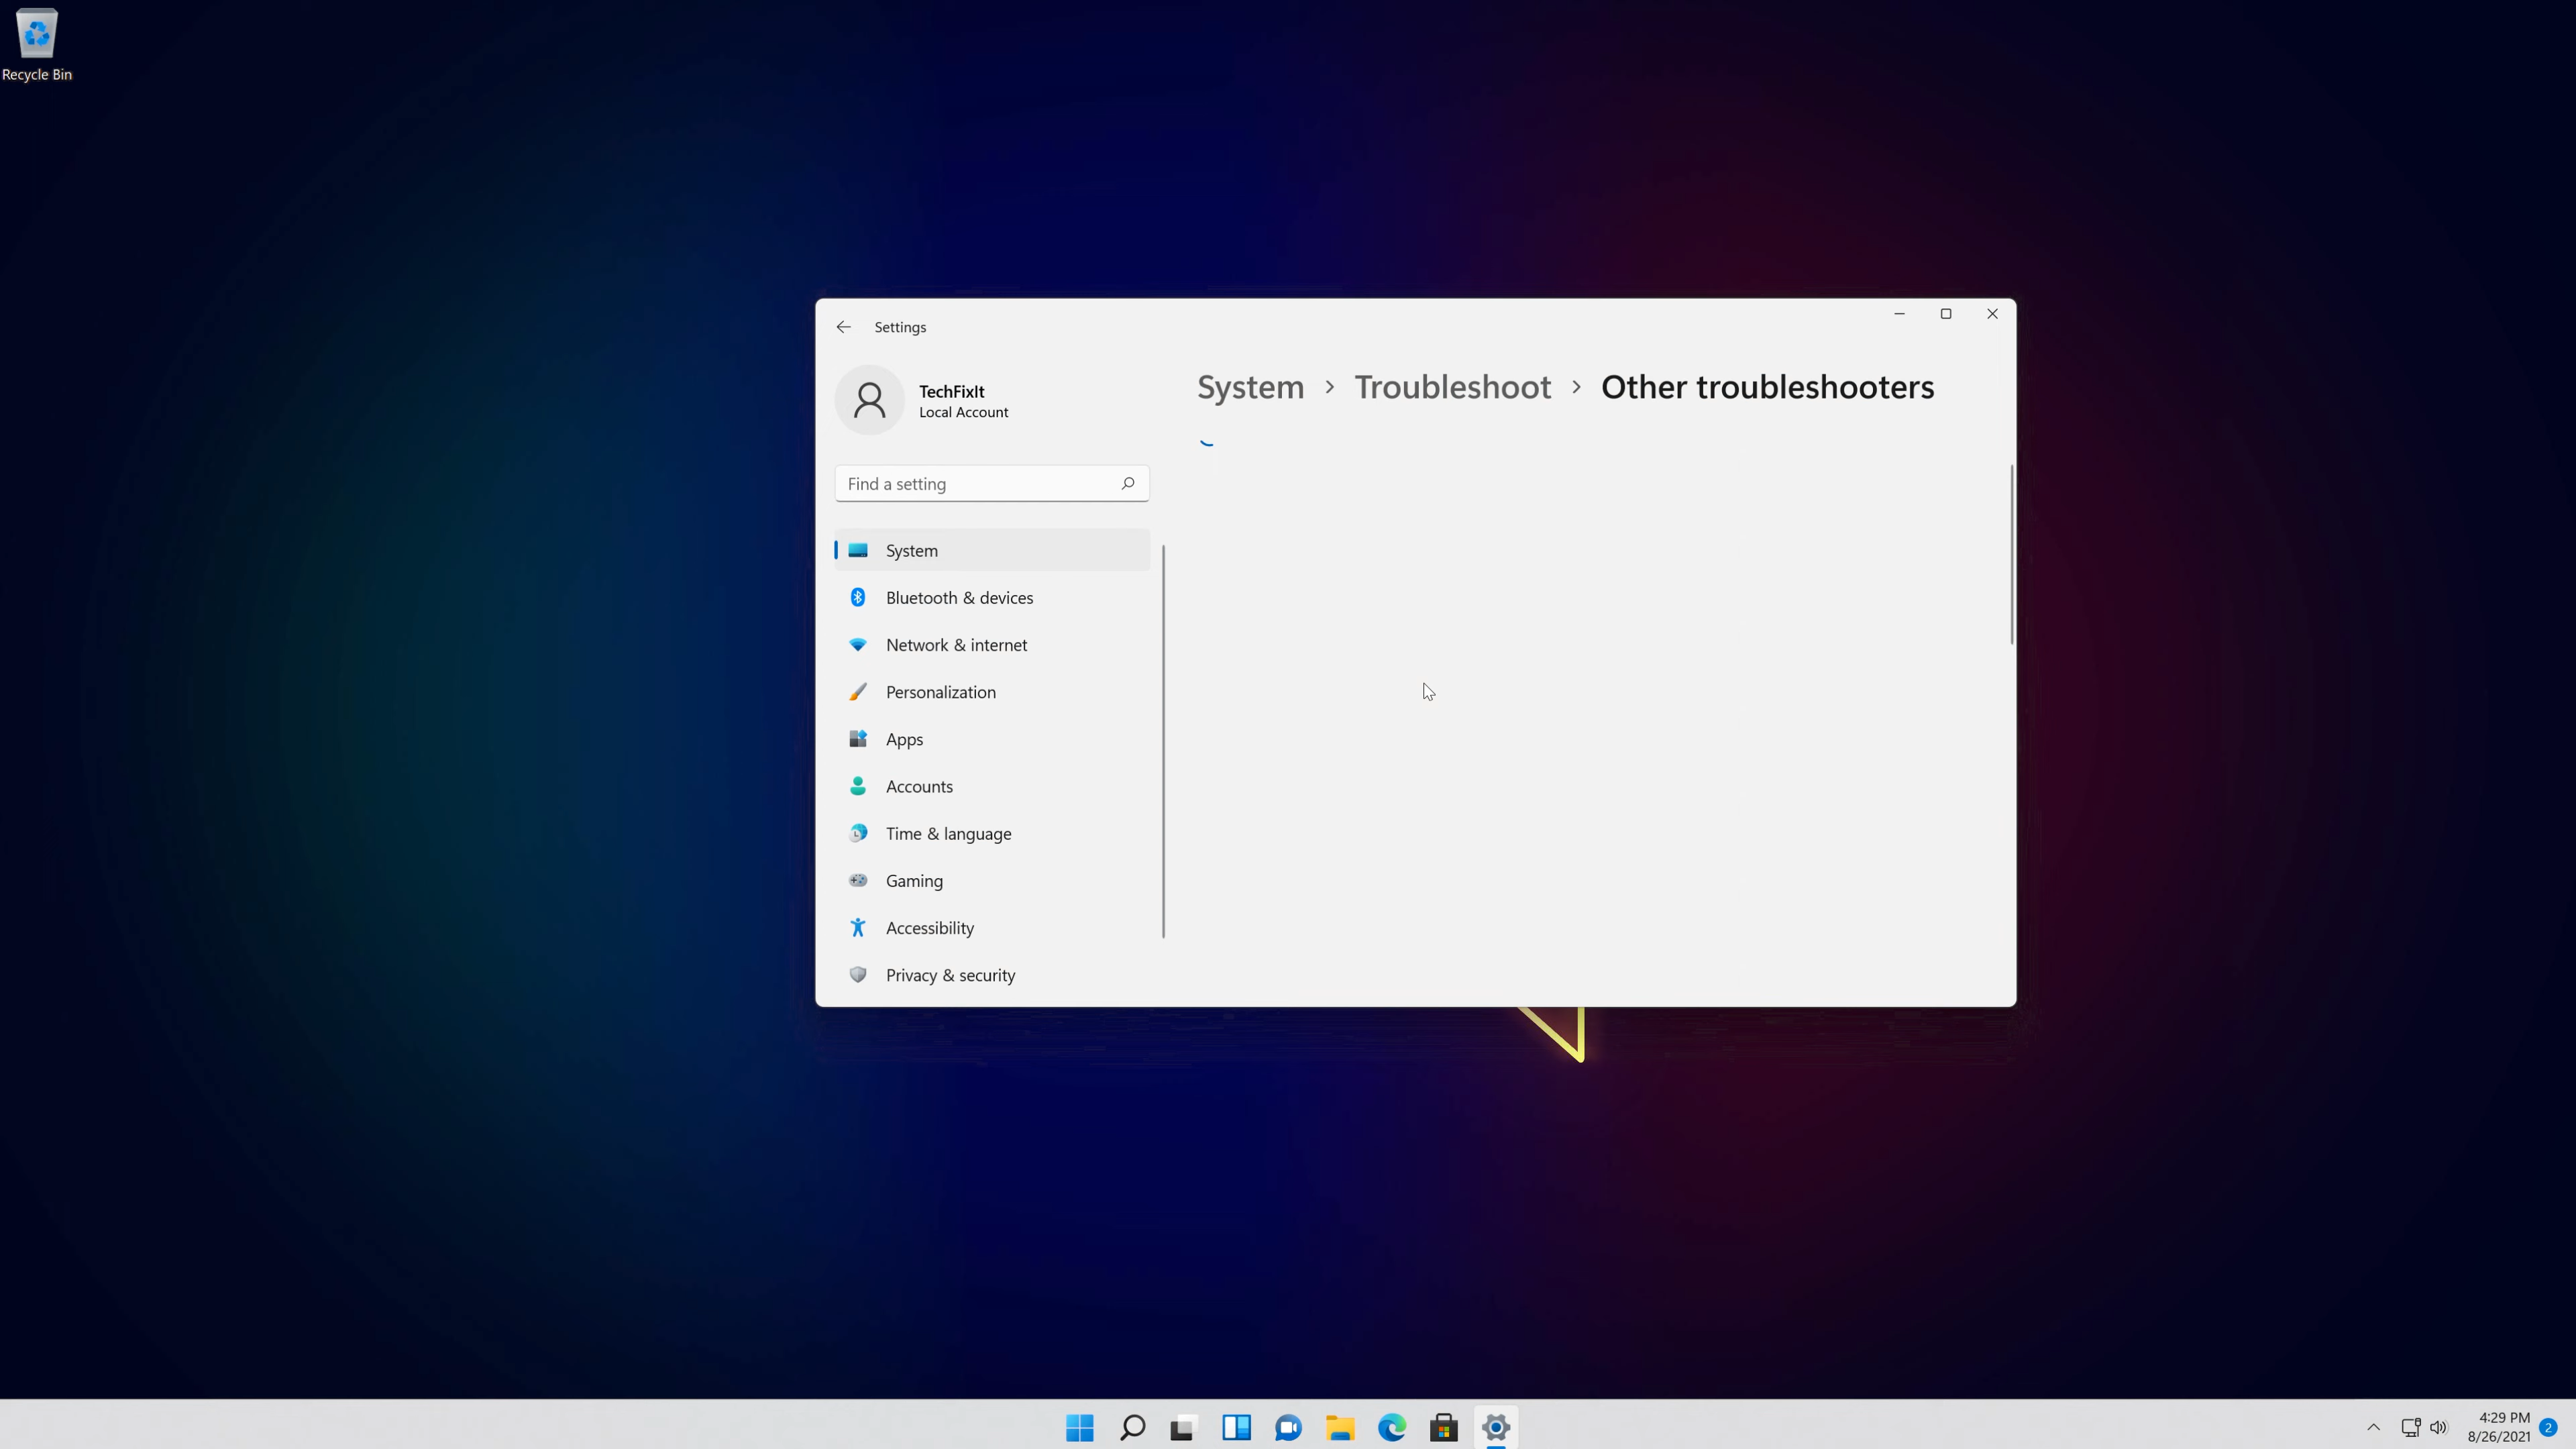 Recycle Bin
Settings
TechFixIt
Local Account
Find a setting
System
Bluetooth & devices
Network & internet
Personalization
Apps
Accounts
Time & language
Gaming
Accessibility
Privacy & security
System > Troubleshoot > Other troubleshooters
4:29 PM
8/26/2021
2